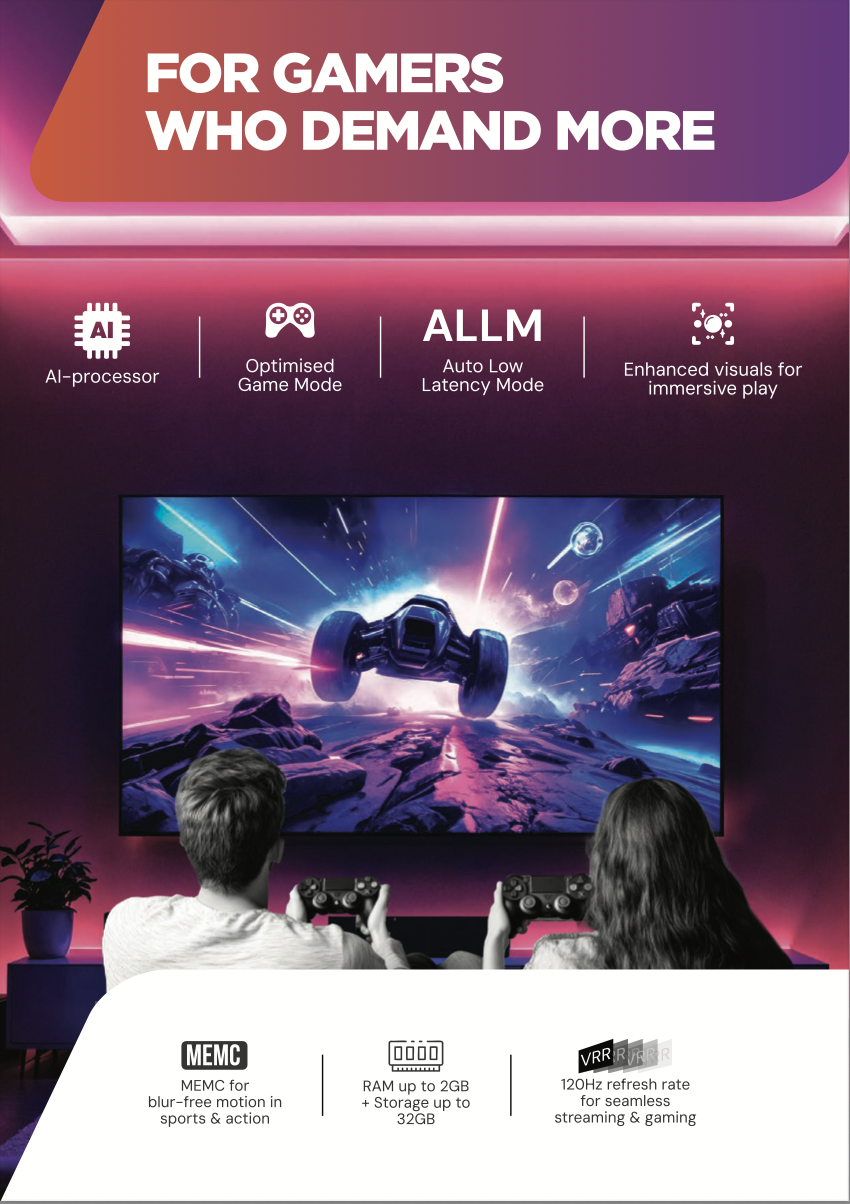 FOR GAMERS
WHO DEMAND MORE
AI
AI-processor
Optimised
Game Mode
ALLM
Auto Low
Latency Mode
Enhanced visuals for
immersive play
MEMC
MEMC for
blur-free motion in
sports & action
RAM up to 2GB
+ Storage up to
32GB
VRR
120Hz refresh rate
for seamless
streaming & gaming